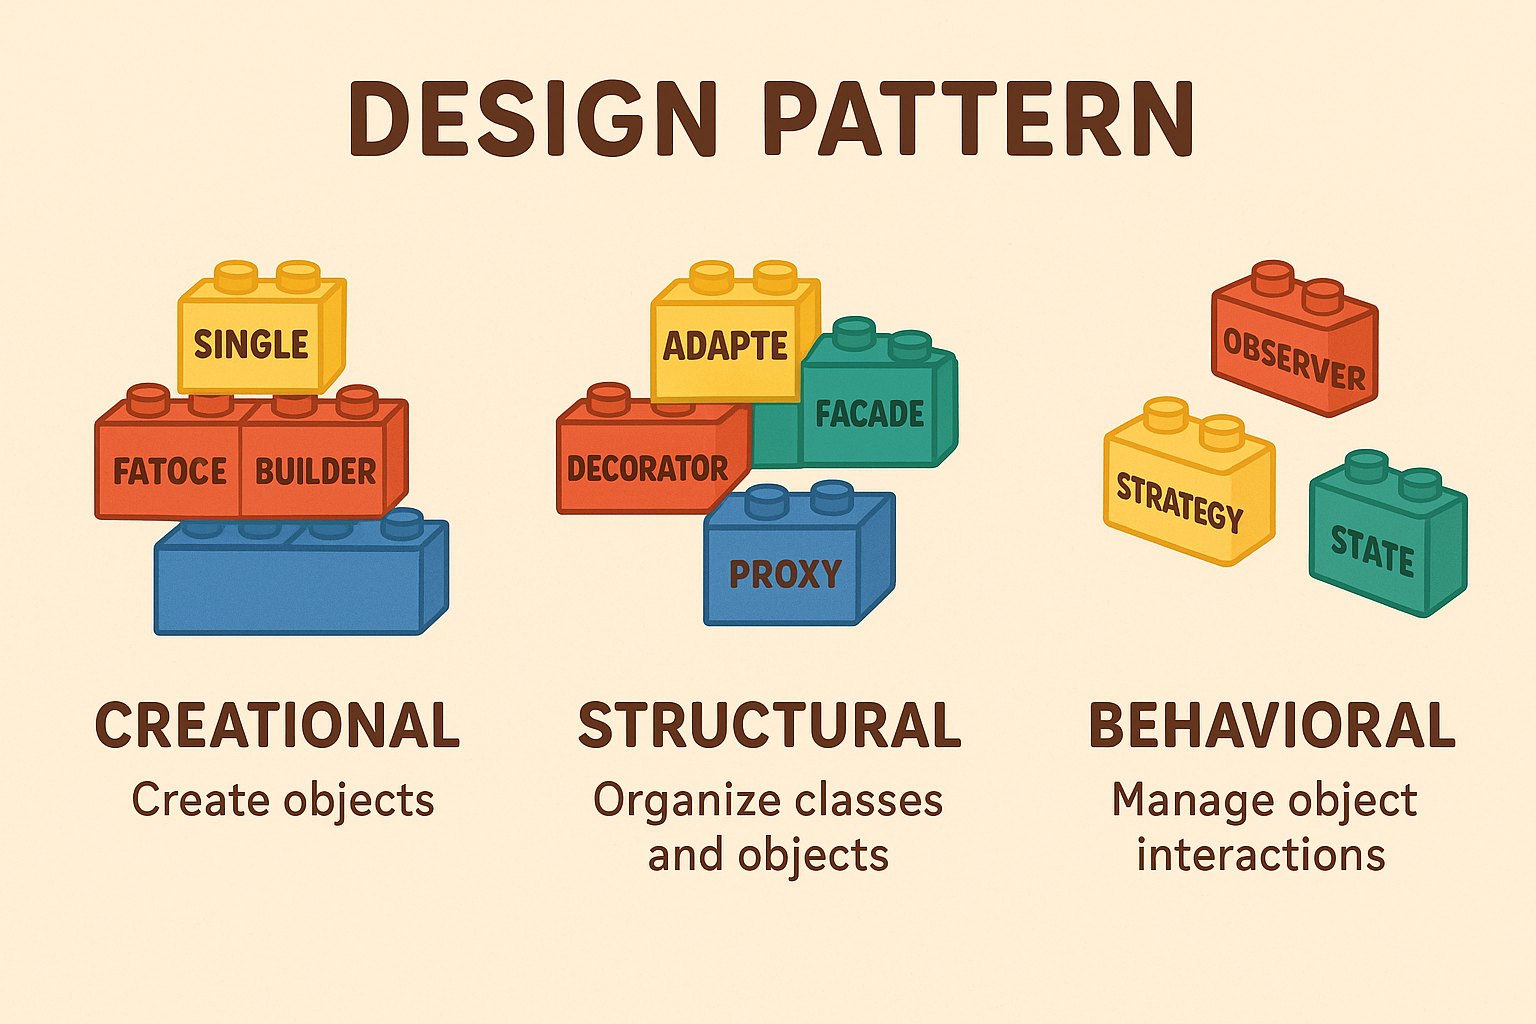 DESIGN PATTERN
SINGLE
FATOCE
BUILDER
CREATIONAL
Create objects
ADAPTE
FACADE
DECORATOR
PROXY
STRUCTURAL
Organize classes
and objects
OBSERVER
STRATEGY
STATE
BEHAVIORAL
Manage object
interactions